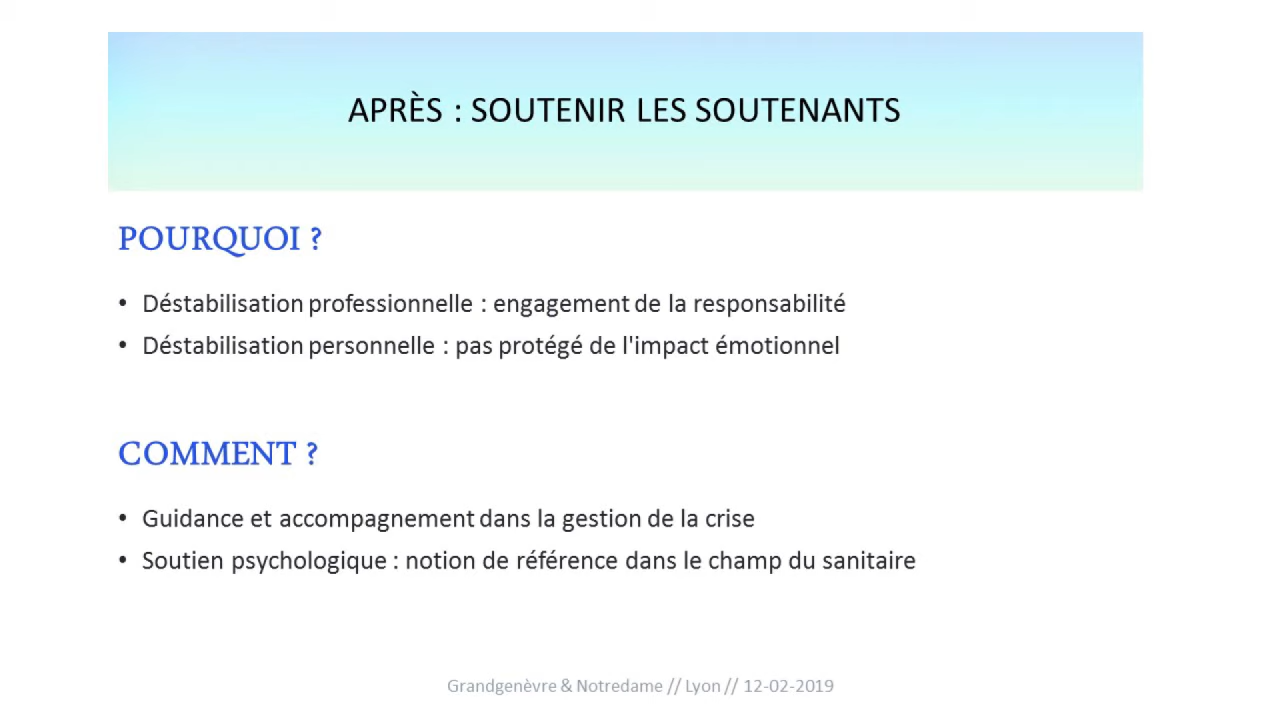 APRÈS : SOUTENIR LES SOUTENANTS
POURQUOI ?
• Déstabilisation professionnelle : engagement de la responsabilité
• Déstabilisation personnelle : pas protégé de l'impact émotionnel
COMMENT ?
• Guidance et accompagnement dans la gestion de la crise
• Soutien psychologique : notion de référence dans le champ du sanitaire
Grandgenèvre & Notredame // Lyon // 12-02-2019